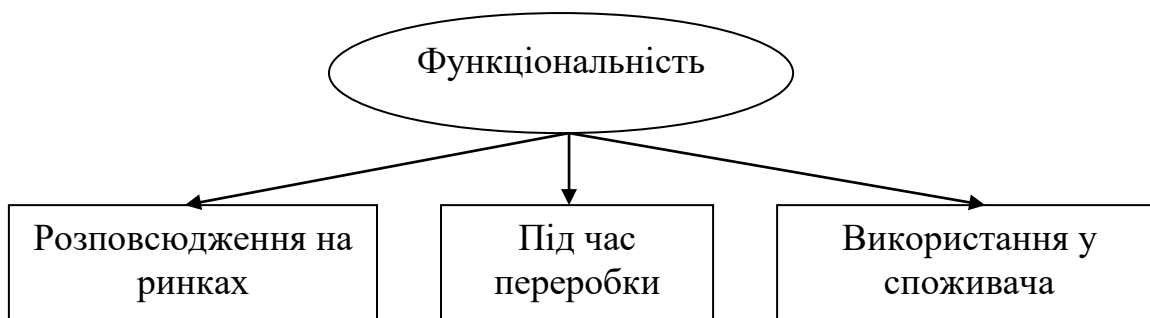 Функціональність
Розповсюдження на
ринках
Під час
переробки
Використання у
споживача